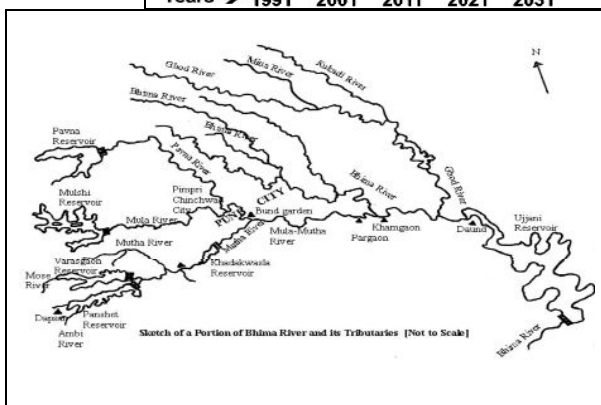 Years 1991 2001 2011 2021 2031
Kukadi River
Mina River
Ghod River
N
Bhima River
Bhima River
Pavna
Reservoir
Pavna River
Mulshi
Reservoir
Pimpri
Chinchwad
City
PUNE CITY
Bund garden
Bhima River
Ghod River
Mula River
Mutha River
Mutha River
Mula-Mutha
River
Khamgaon
Pargaon
Daund
Ujjani
Reservoir
Varasgaon
Reservoir
Khadakwasla
Reservoir
Mose
River
Panshet
Reservoir
Ambi
River
Sketch of a Portion of Bhima River and its Tributaries [Not to Scale]
Bhima River